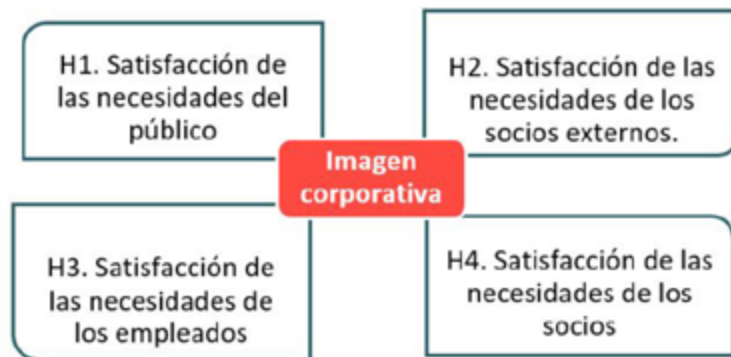 H1. Satisfacción de
las necesidades del
público
H2. Satisfacción de las
necesidades de los
socios externos.
Imagen
corporativa
H3. Satisfacción de
las necesidades de
los empleados
H4. Satisfacción de las
necesidades de los
socios